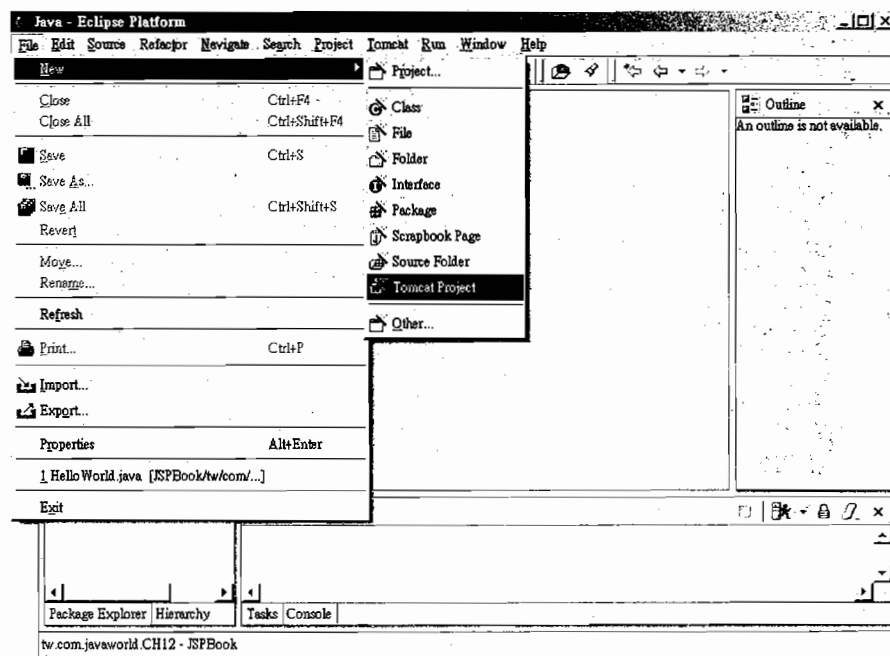 Java - Eclipse Platform
File Edit Source Refactor Navigate Search Project Tomcat Run Window Help
New
Close Ctrl+F4
Close All Ctrl+Shift+F4
Save Ctrl+S
Save As...
Save All Ctrl+Shift+S
Revert
Move...
Rename...
Refresh
Print... Ctrl+P
Import...
Export...
Properties Alt+Enter
1 HelloWorld.java [JSPBook/tw/com/...]
Exit
Project...
Class
File
Folder
Interface
Package
Scrapbook Page
Source Folder
Tomcat Project
Other...
Outline
An outline is not available.
Package Explorer Hierarchy
Tasks Console
tw.com.javaworld.CH12 - JSPBook